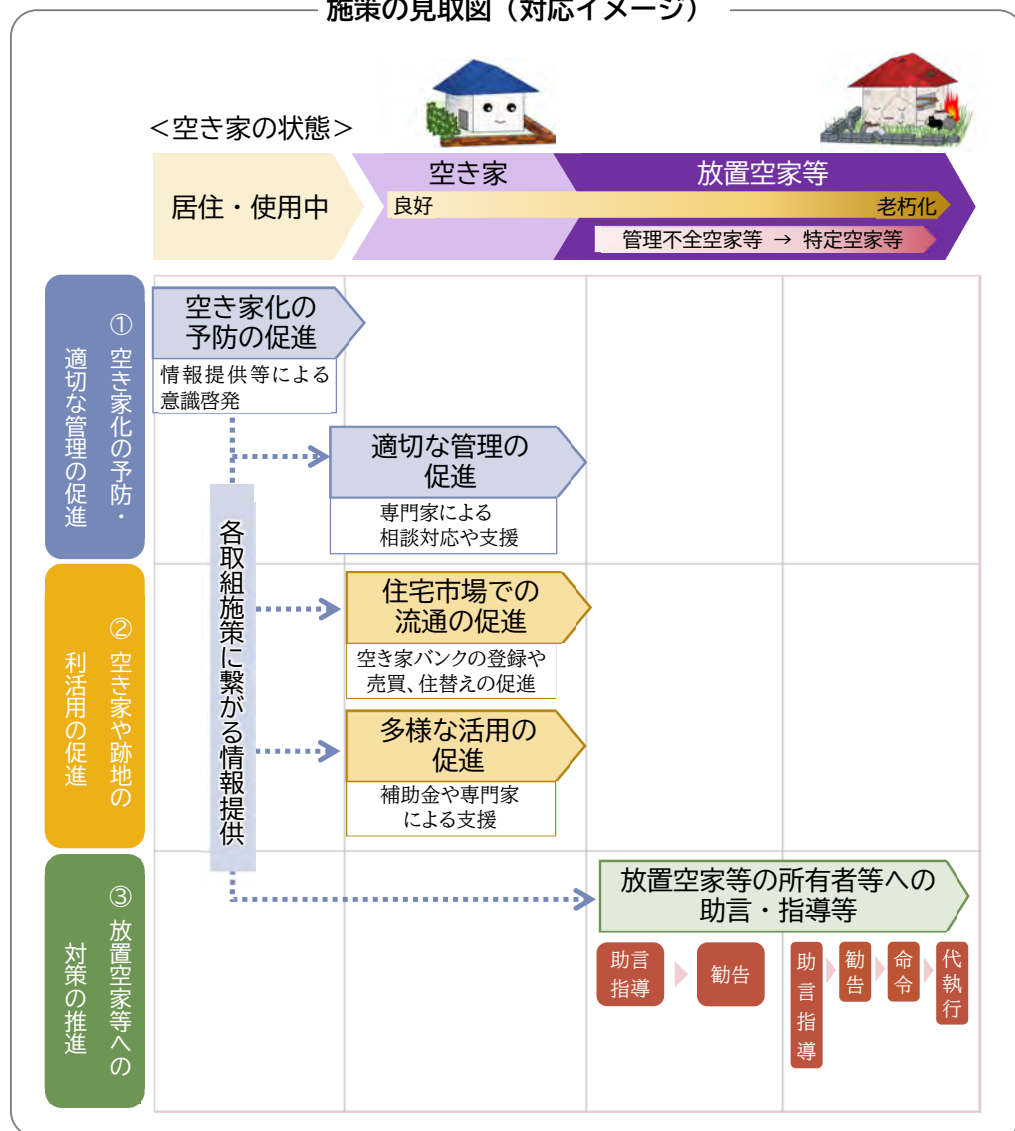 施策の見取図（対応イメージ）
＜空き家の状態＞
居住・使用中
空き家
放置空家等
良好
老朽化
管理不全空家等 → 特定空家等
① 空き家化の予防・
適切な管理の促進
空き家化の
予防の促進
情報提供等による
意識啓発
適切な管理の
促進
専門家による
相談対応や支援
各取組施策に繋がる情報提供
② 空き家や跡地の
利活用の促進
住宅市場での
流通の促進
空き家バンクの登録や
売買、住替えの促進
多様な活用の
促進
補助金や専門家
による支援
③ 放置空家等への
対策の推進
放置空家等の所有者等への
助言・指導等
助言
指導
勧告
助言指導
勧告
命令
代執行